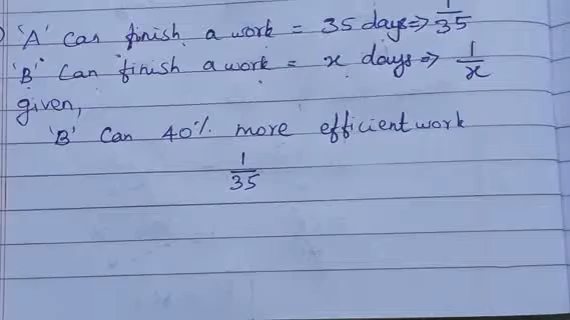 'A' Can finish a work = 35 days ⇒ 1/35
'B' Can finish a work = x days ⇒ 1/x
given,
'B' Can 40% more efficient work
1/35